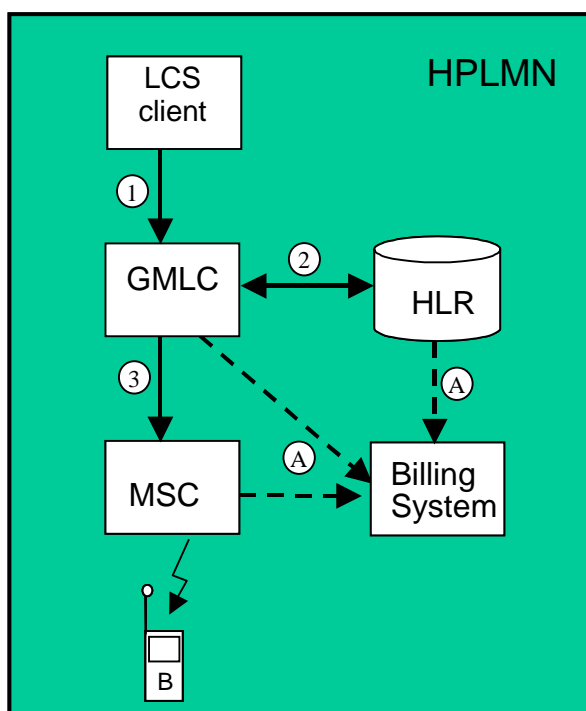 HPLMN
LCS
client
1
GMLC
2
HLR
3
A
A
MSC
Billing
System
B